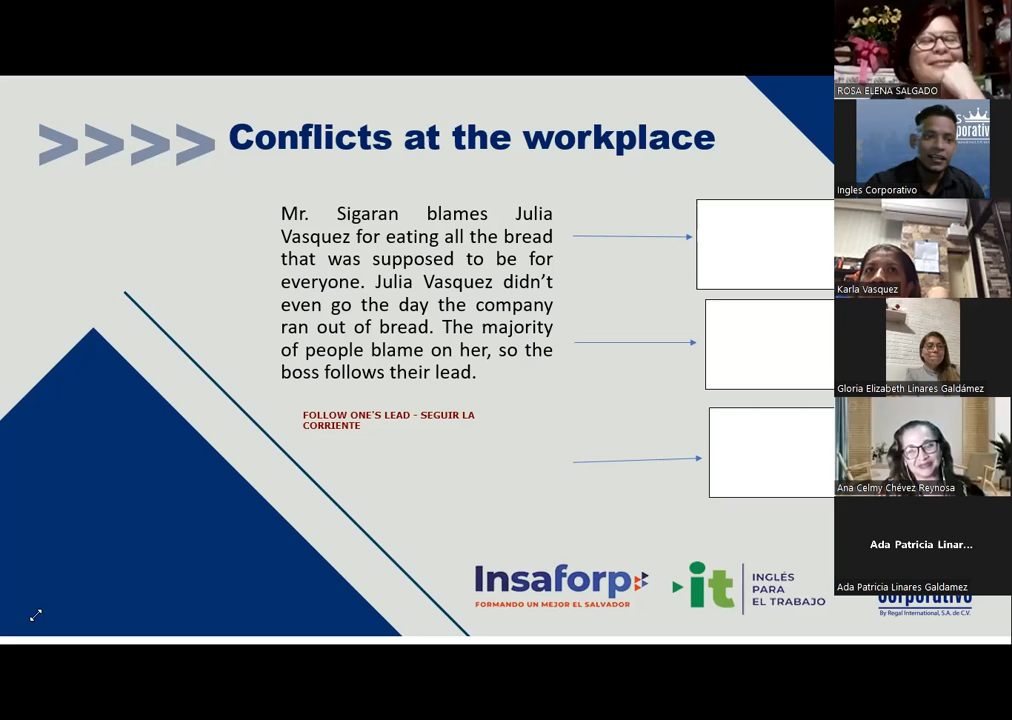 >>>> Conflicts at the workplace
Mr. Sigaran blames Julia
Vasquez for eating all the bread
that was supposed to be for
everyone. Julia Vasquez didn't
even go the day the company
ran out of bread. The majority
of people blame on her, so the
boss follows their lead.
FOLLOW ONE'S LEAD - SEGUIR LA
CORRIENTE
Insaforp
FORMANDO UN MEJOR EL SALVADOR
it
INGLÉS
PARA
EL TRABAJO
Corporativo
By Regal International, S.A. de C.V.
ROSA ELENA SALGADO
Ingles Corporativo
Karla Vasquez
Gloria Elizabeth Linares Galdámez
Ana Celmy Chévez Reynosa
Ada Patricia Linar...
Ada Patricia Linares Galdamez